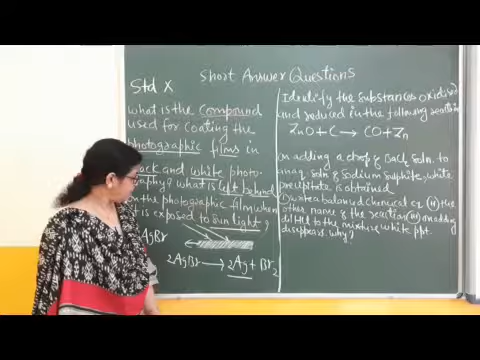 Short Answer Questions
Std X
What is the compound
used for coating the
photographic films in
and white photo-
graphy? what is left behind
on the photographic film when
it is exposed to sun light?
AgBr
2AgBr → 2Ag + Br2
Identify the substances oxidised
and reduced in the following reaction
ZnO + C → CO + Zn
on adding a drop of BaCl2 soln. to
an aq. soln of Sodium Sulphite, white
precipitate is obtained
(i) write a balanced chemical eq (ii) the
other name of the reaction (iii) on adding
dil HCl to the mixture white ppt.
disappears. why?